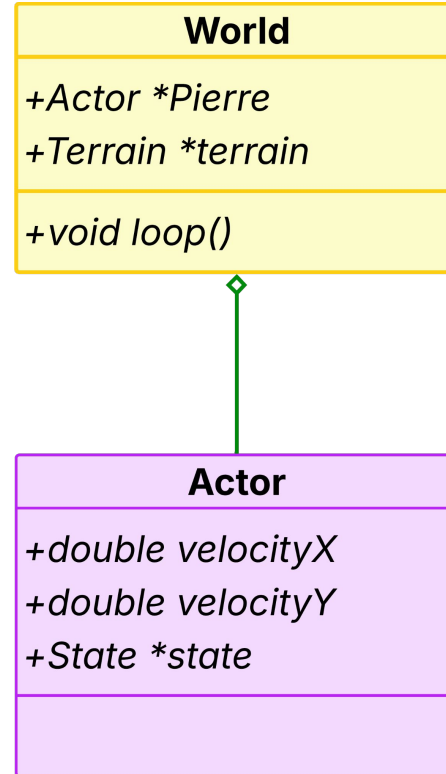 World
+Actor *Pierre
+Terrain *terrain
+void loop()
Actor
+double velocityX
+double velocityY
+State *state